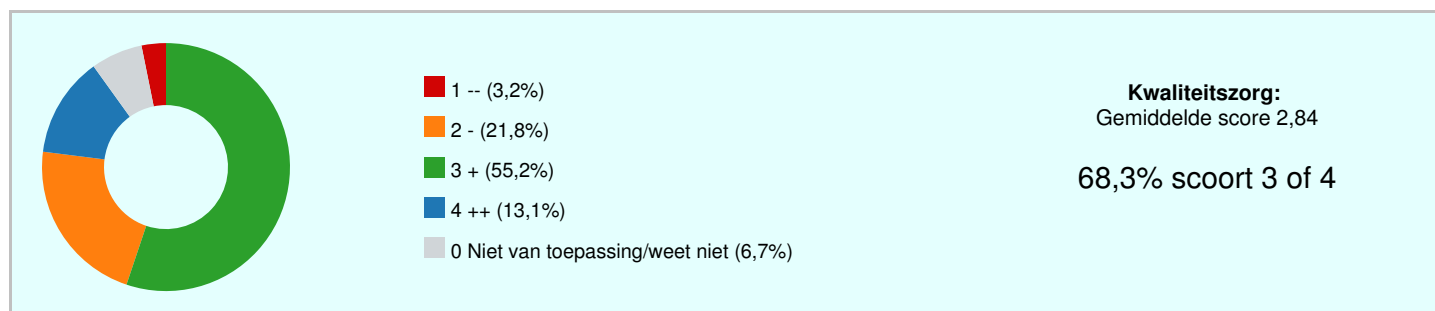 1 -- (3,2%)
2 - (21,8%)
3 + (55,2%)
4 ++ (13,1%)
0 Niet van toepassing/weet niet (6,7%)
Kwaliteitszorg:
Gemiddelde score 2,84
68,3% scoort 3 of 4